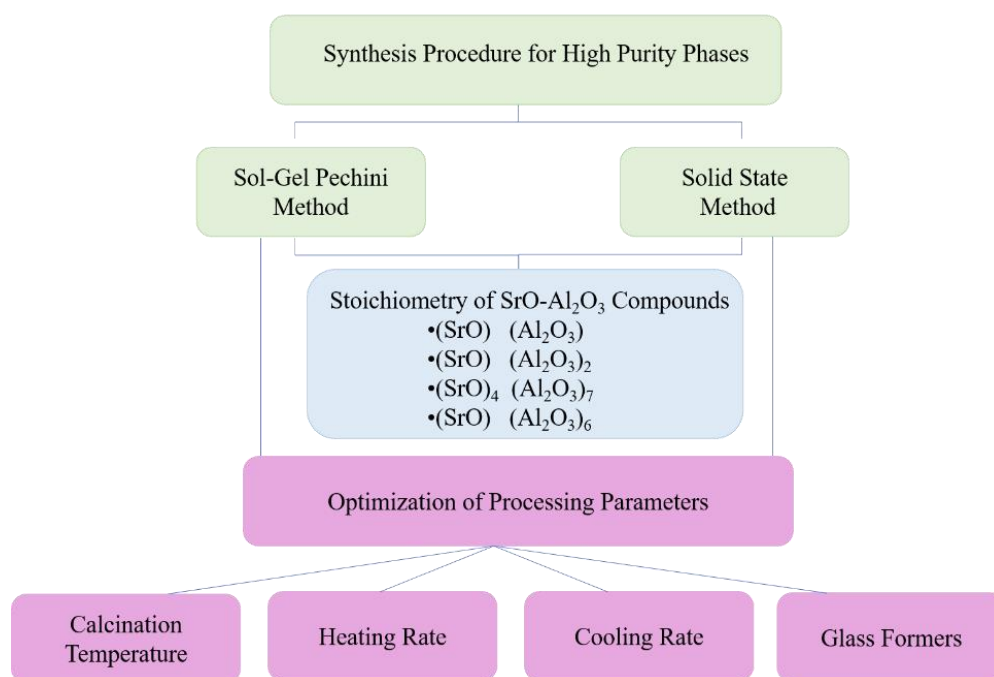 Synthesis Procedure for High Purity Phases
Sol-Gel Pechini
Method
Solid State
Method
Stoichiometry of SrO-Al₂O₃ Compounds
•(SrO) (Al₂O₃)
•(SrO) (Al₂O₃)₂
•(SrO)₄ (Al₂O₃)₇
•(SrO) (Al₂O₃)₆
Optimization of Processing Parameters
Calcination
Temperature
Heating Rate
Cooling Rate
Glass Formers